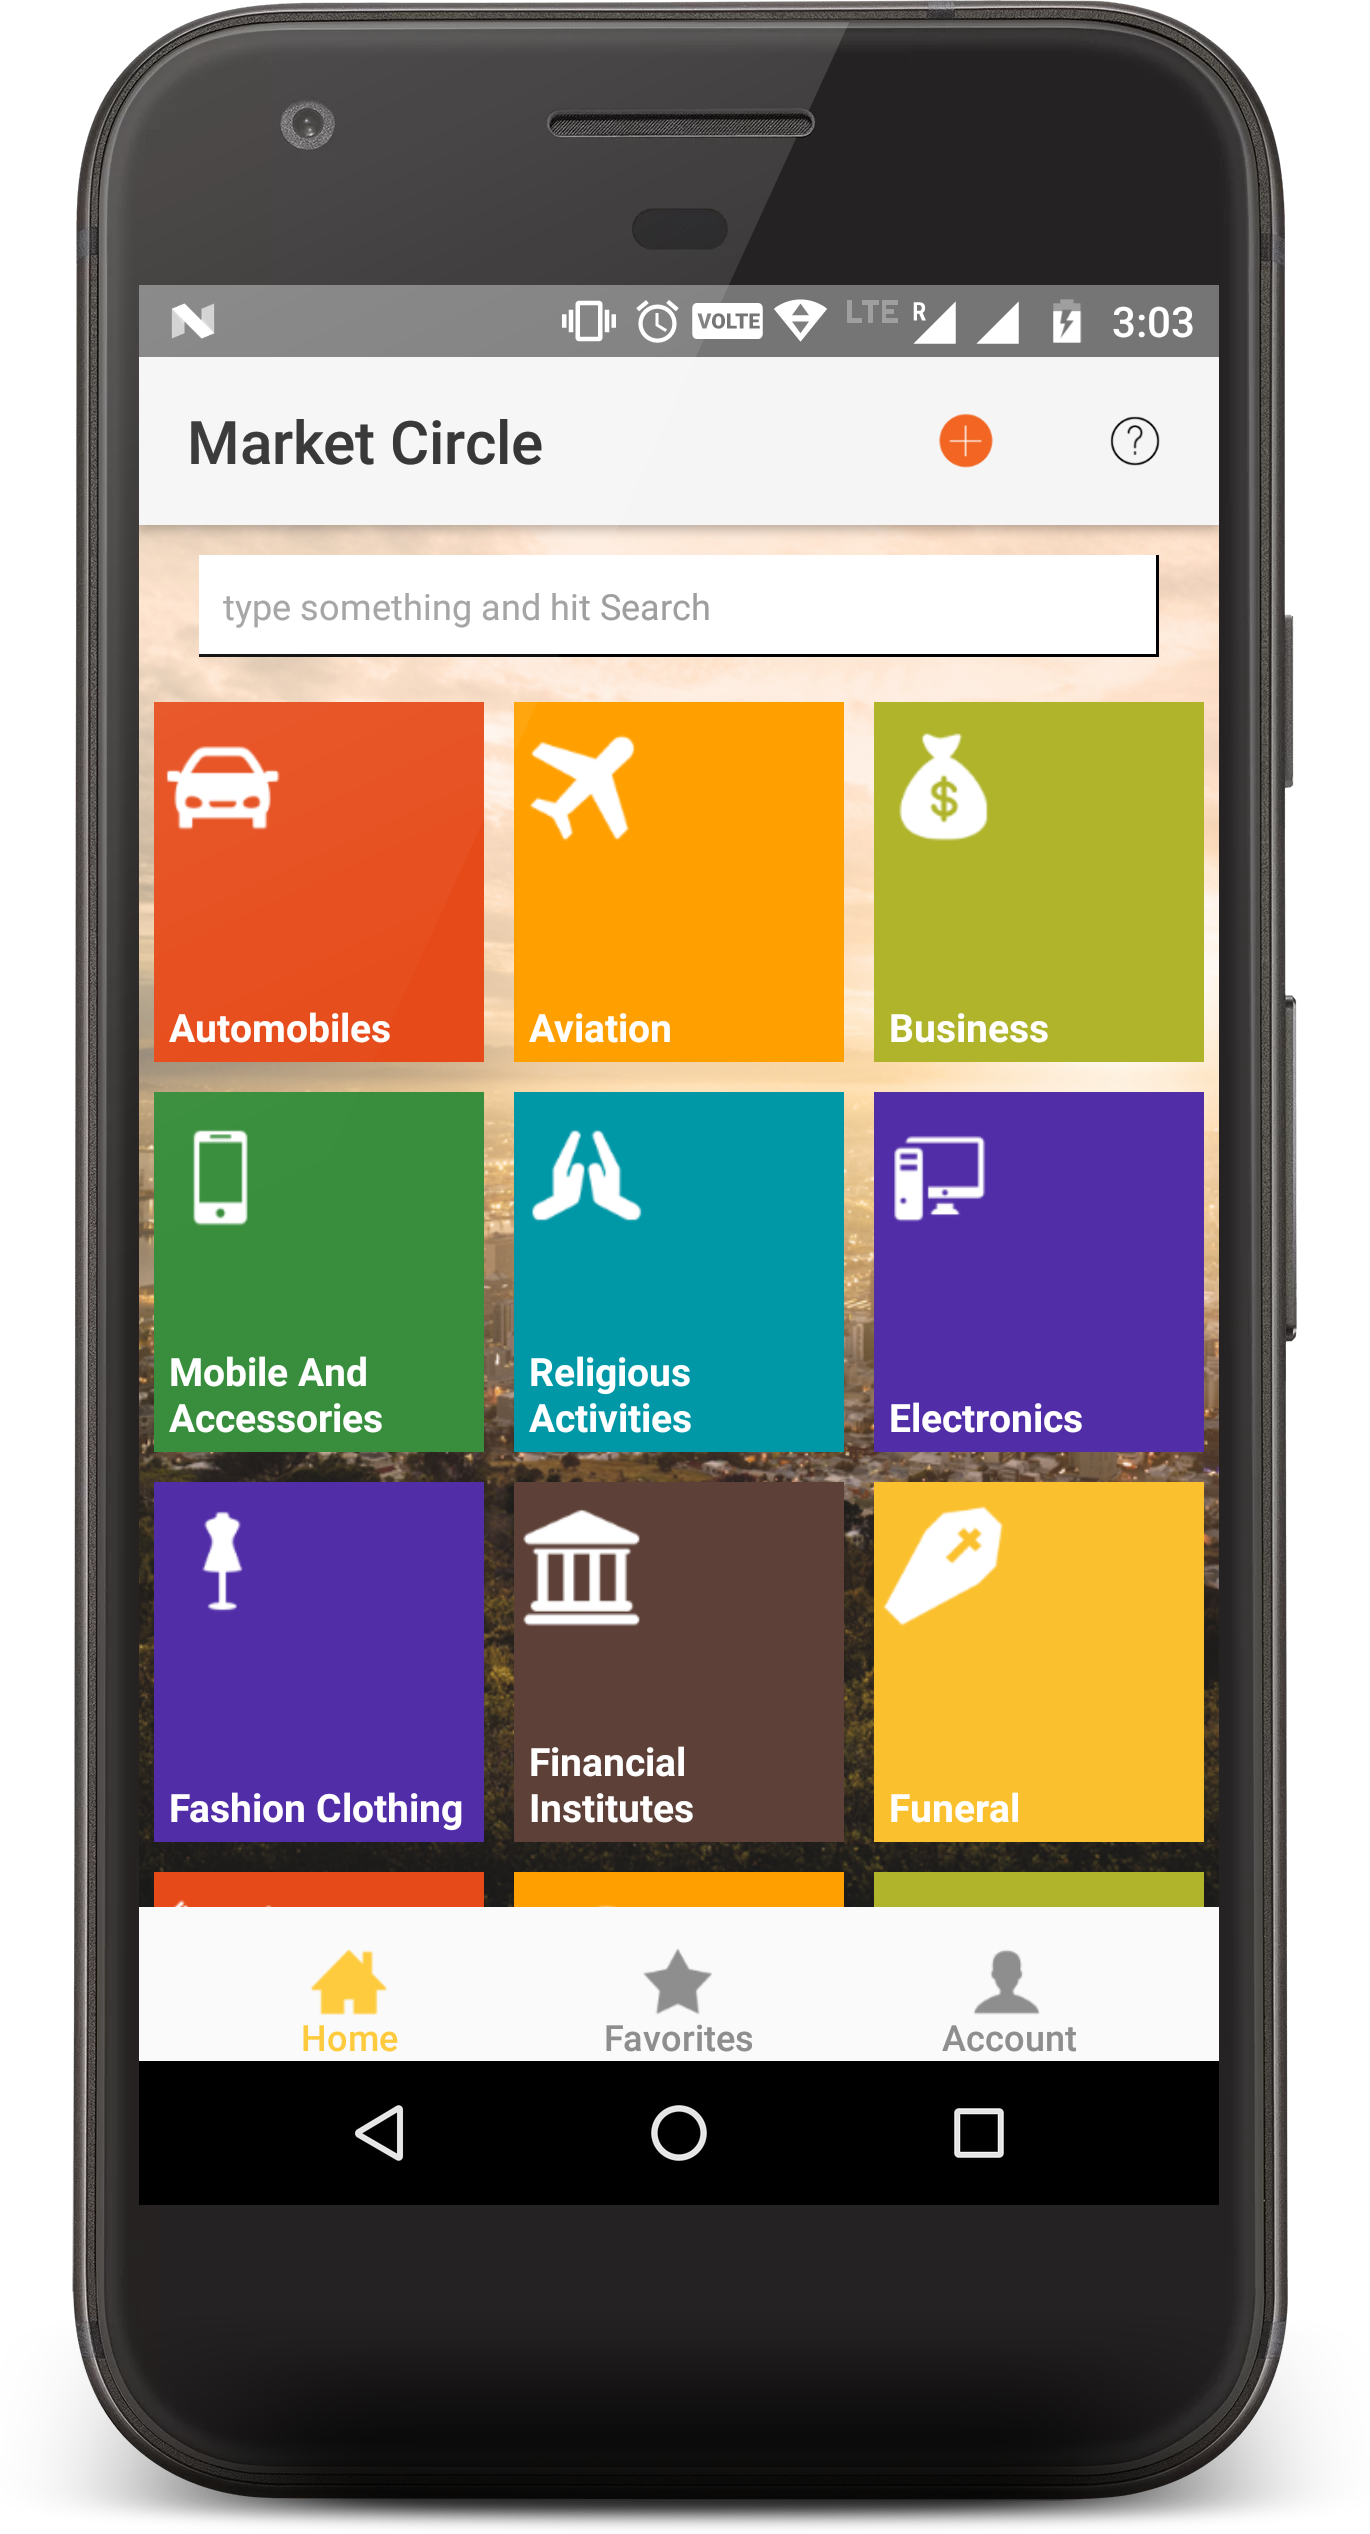 VOLTE LTE R 3:03
Market Circle
type something and hit Search
Automobiles
Aviation
Business
Mobile And
Accessories
Religious
Activities
Electronics
Fashion Clothing
Financial
Institutes
Funeral
Home
Favorites
Account